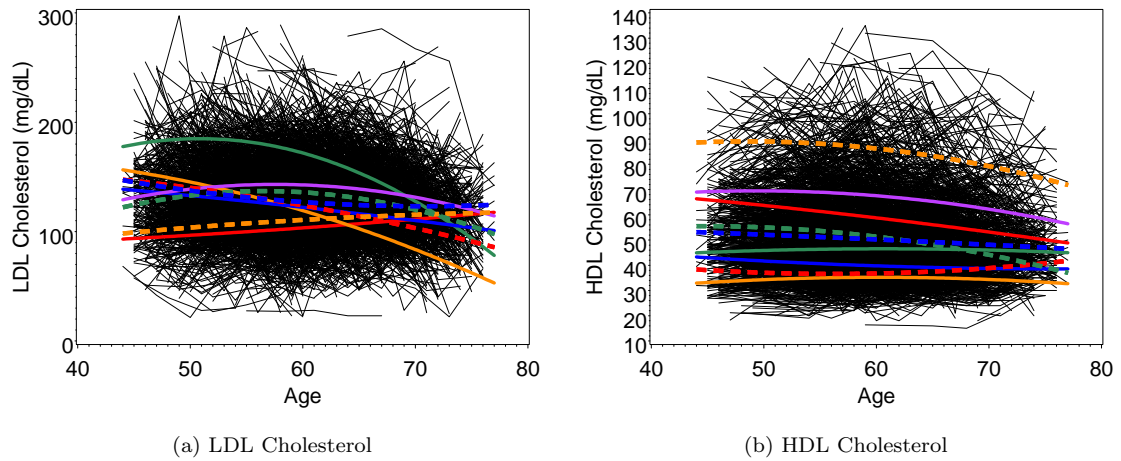 300
200
100
0
LDL Cholesterol (mg/dL)
40 50 60 70 80
Age
(a) LDL Cholesterol
140
130
120
110
100
90
80
70
60
50
40
30
20
10
HDL Cholesterol (mg/dL)
40 50 60 70 80
Age
(b) HDL Cholesterol